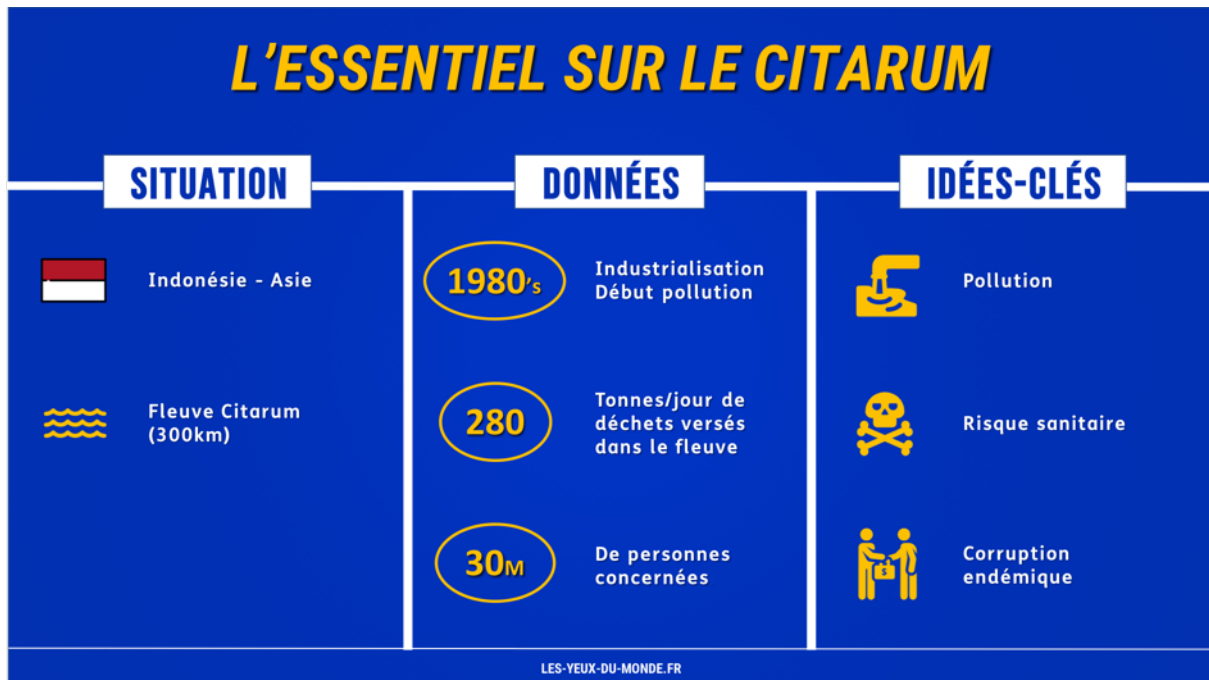 L'ESSENTIEL SUR LE CITARUM
SITUATION
Indonésie - Asie
Fleuve Citarum
(300km)
DONNÉES
1980's
Industrialisation
Début pollution
280
Tonnes/jour de
déchets versés
dans le fleuve
30M
De personnes
concernées
IDÉES-CLÉS
Pollution
Risque sanitaire
$
Corruption
endémique
LES-YEUX-DU-MONDE.FR